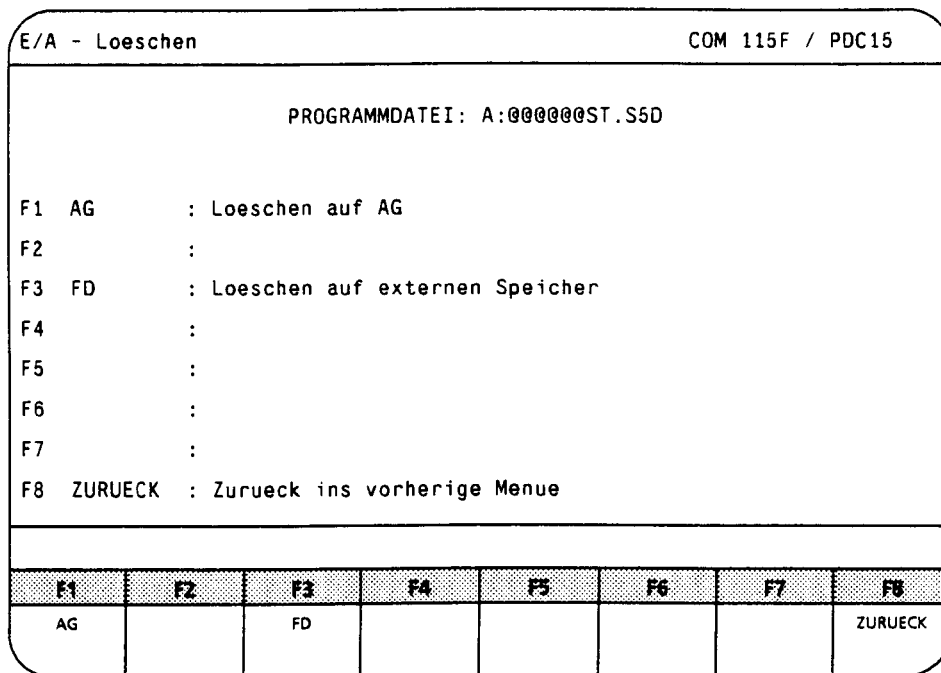 E/A - Loeschen COM 115F / PDC15
PROGRAMMDATEI: A:@@@@@@ST.S5D
F1 AG : Loeschen auf AG
F2 :
F3 FD : Loeschen auf externen Speicher
F4 :
F5 :
F6 :
F7 :
F8 ZURUECK : Zurueck ins vorherige Menue
F1 F2 F3 F4 F5 F6 F7 F8
AG FD ZURUECK